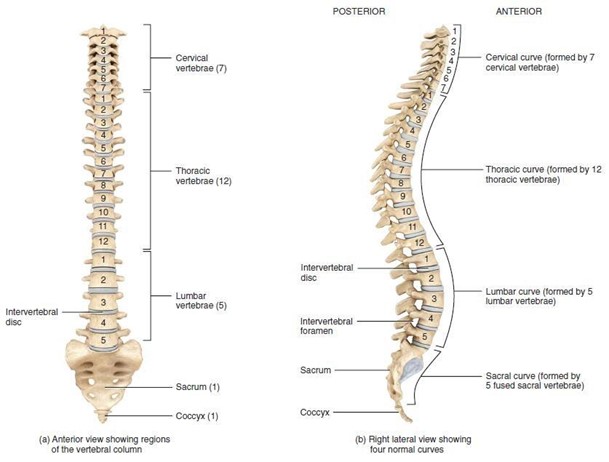 POSTERIOR
ANTERIOR
1
2
3
4
5
6
7
Cervical
vertebrae (7)
1
2
3
4
5
6
7
8
9
10
11
12
Thoracic
vertebrae (12)
1
2
3
4
5
Lumbar
vertebrae (5)
Intervertebral
disc
Sacrum (1)
Coccyx (1)
(a) Anterior view showing regions
of the vertebral column
1
2
3
4
5
6
7
Cervical curve (formed by 7
cervical vertebrae)
1
2
3
4
5
6
7
8
9
10
11
12
Thoracic curve (formed by 12
thoracic vertebrae)
1
2
3
4
5
Intervertebral
disc
Lumbar curve (formed by 5
lumbar vertebrae)
Intervertebral
foramen
Sacrum
Sacral curve (formed by
5 fused sacral vertebrae)
Coccyx
(b) Right lateral view showing
four normal curves